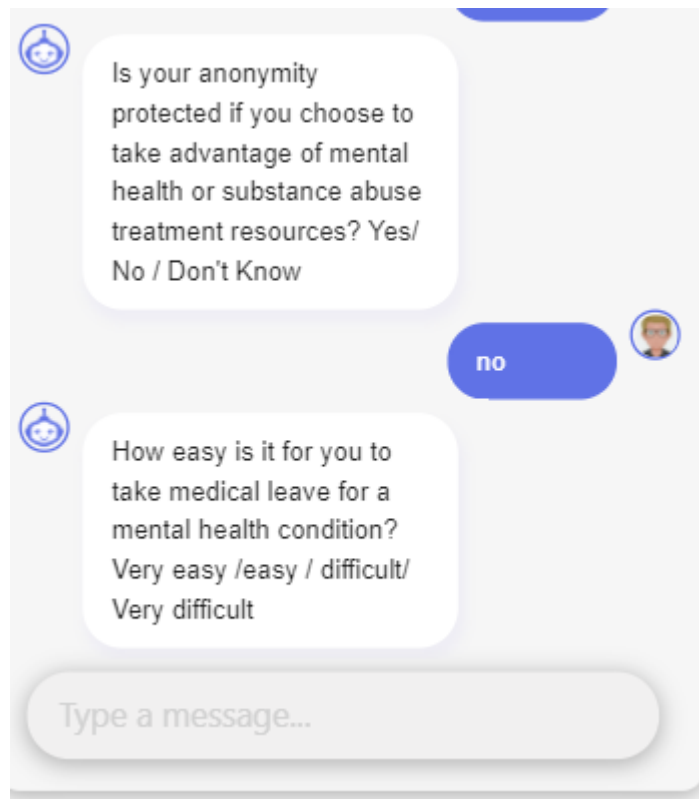 Is your anonymity
protected if you choose to
take advantage of mental
health or substance abuse
treatment resources? Yes/
No / Don't Know
no
How easy is it for you to
take medical leave for a
mental health condition?
Very easy /easy / difficult/
Very difficult
Type a message...